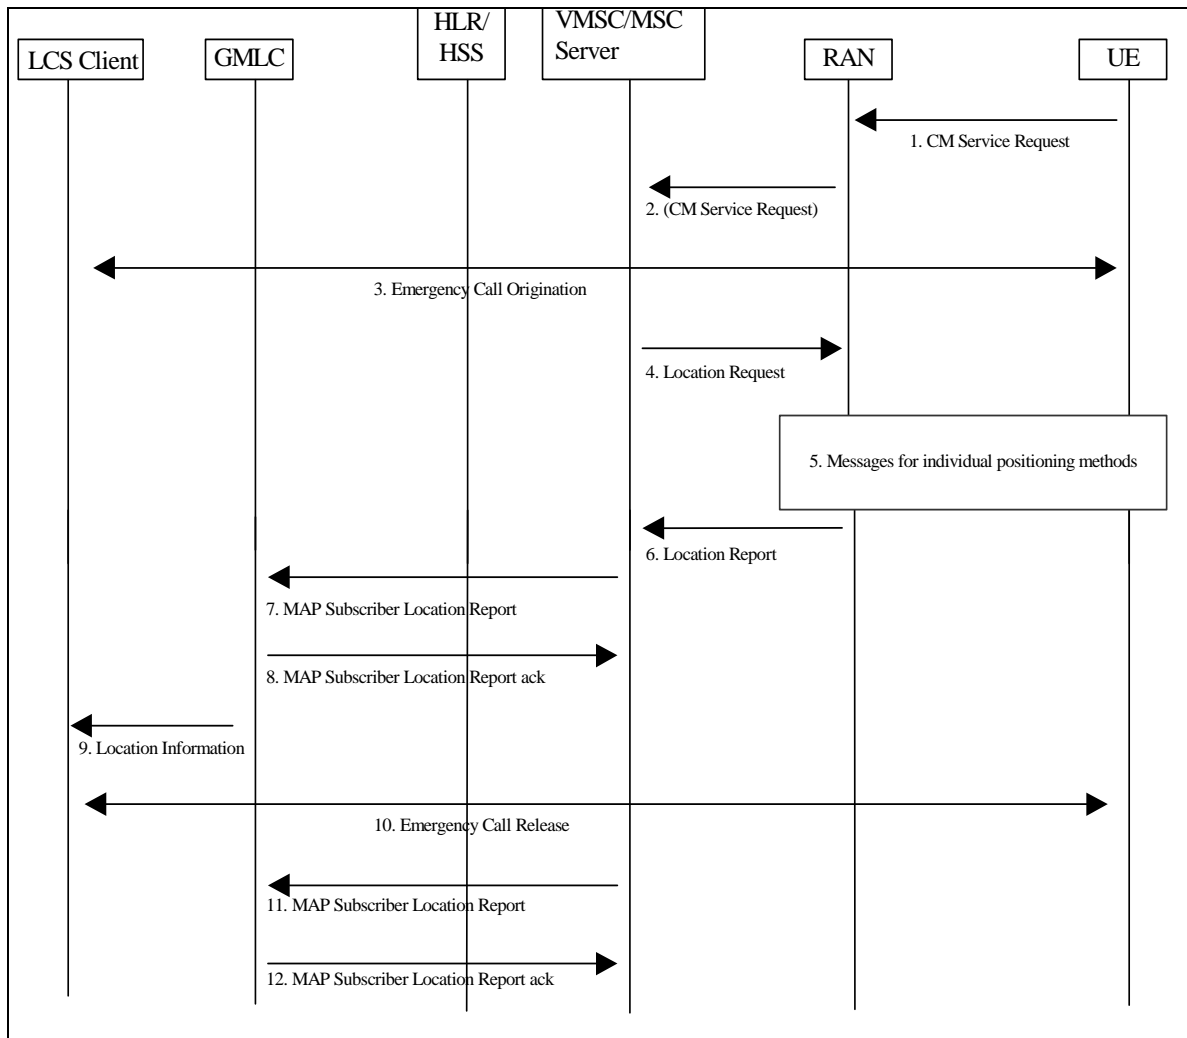 HLR/
HSS
VMSC/MSC
Server
LCS Client
GMLC
RAN
UE
1. CM Service Request
2. (CM Service Request)
3. Emergency Call Origination
4. Location Request
5. Messages for individual positioning methods
6. Location Report
7. MAP Subscriber Location Report
8. MAP Subscriber Location Report ack
9. Location Information
10. Emergency Call Release
11. MAP Subscriber Location Report
12. MAP Subscriber Location Report ack